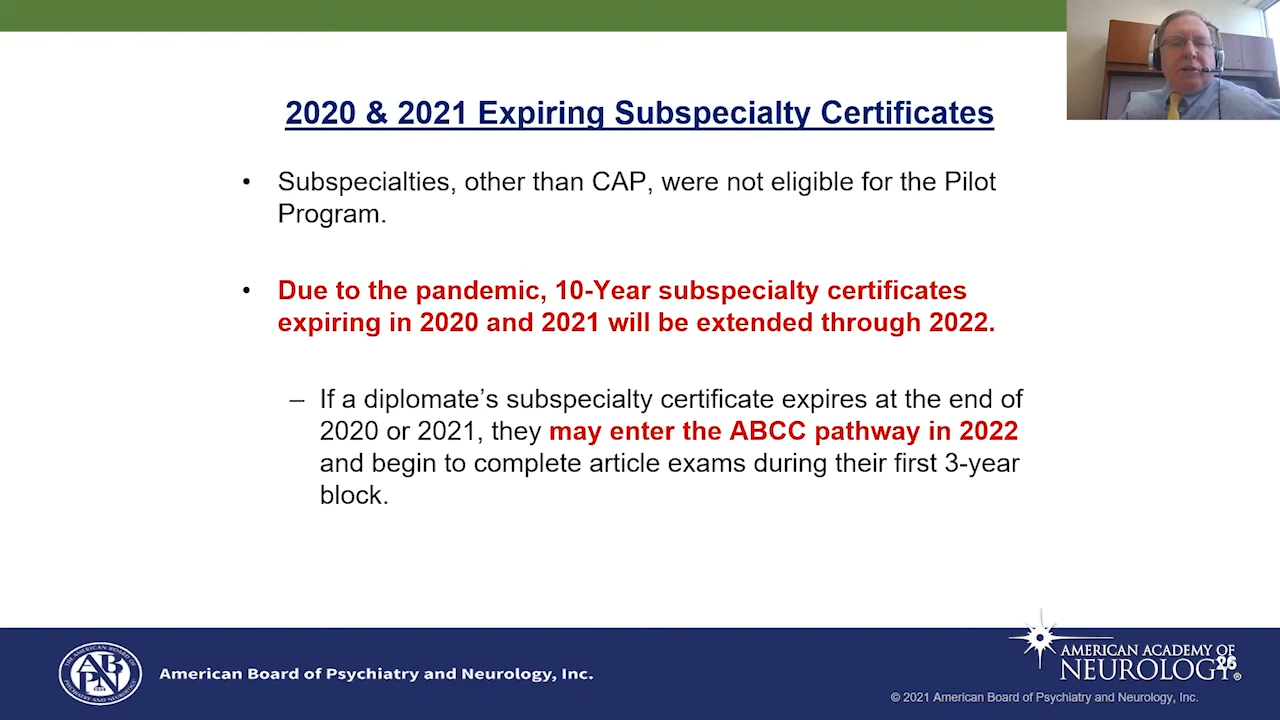 2020 & 2021 Expiring Subspecialty Certificates
• Subspecialties, other than CAP, were not eligible for the Pilot
Program.
• Due to the pandemic, 10-Year subspecialty certificates
expiring in 2020 and 2021 will be extended through 2022.
– If a diplomate’s subspecialty certificate expires at the end of
2020 or 2021, they may enter the ABCC pathway in 2022
and begin to complete article exams during their first 3-year
block.
ABPN
1934
American Board of Psychiatry and Neurology, Inc.
AMERICAN ACADEMY OF
NEUROLOGY®
26
© 2021 American Board of Psychiatry and Neurology, Inc.